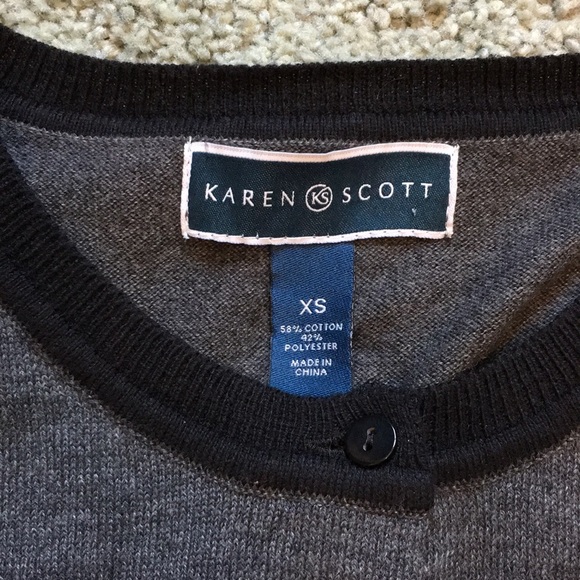 KAREN KS SCOTT
XS
58% COTTON
42%
POLYESTER
MADE IN
CHINA